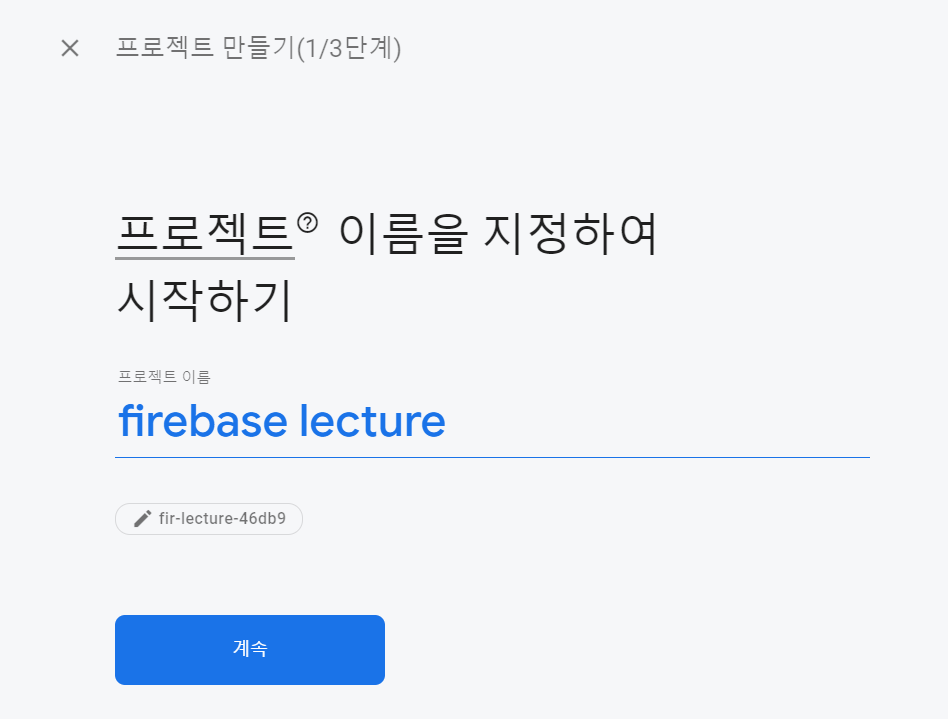 프로젝트 만들기(1/3단계)
프로젝트 이름을 지정하여
시작하기
프로젝트 이름
firebase lecture
fir-lecture-46db9
계속